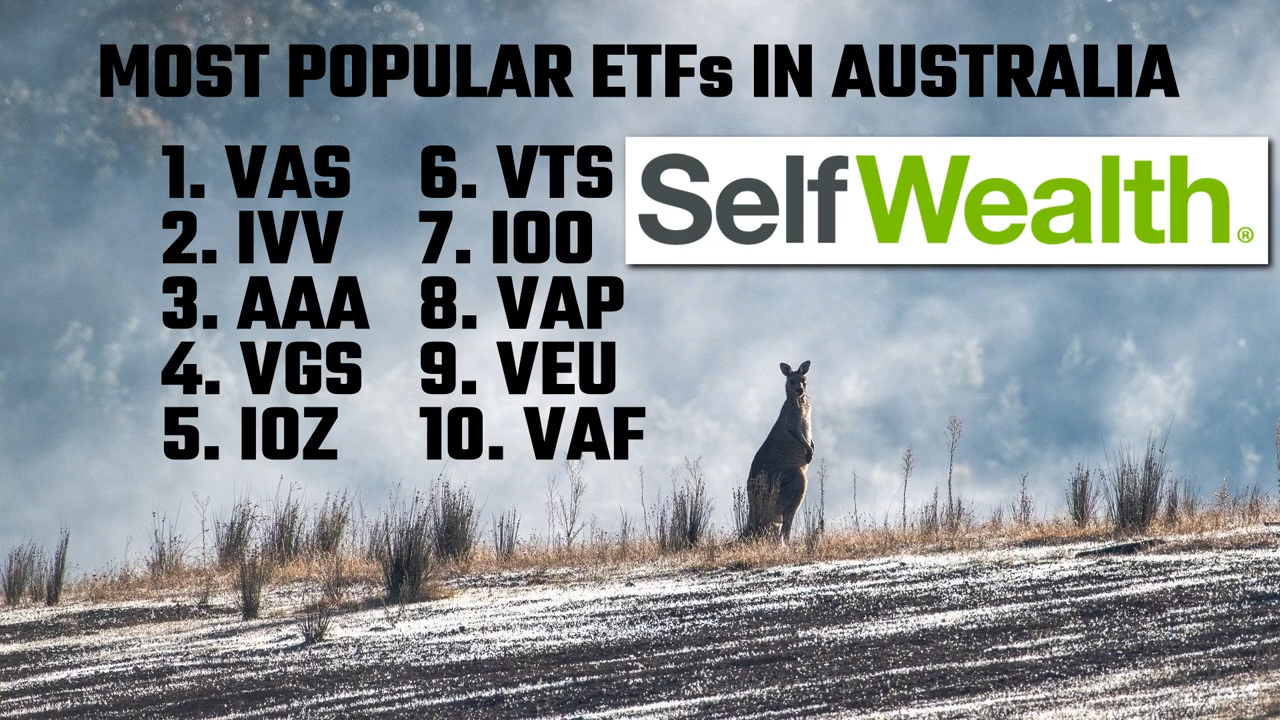 MOST POPULAR ETFs IN AUSTRALIA
1. VAS
2. IVV
3. AAA
4. VGS
5. IOZ
6. VTS
7. IOO
8. VAP
9. VEU
10. VAF
SelfWealth®